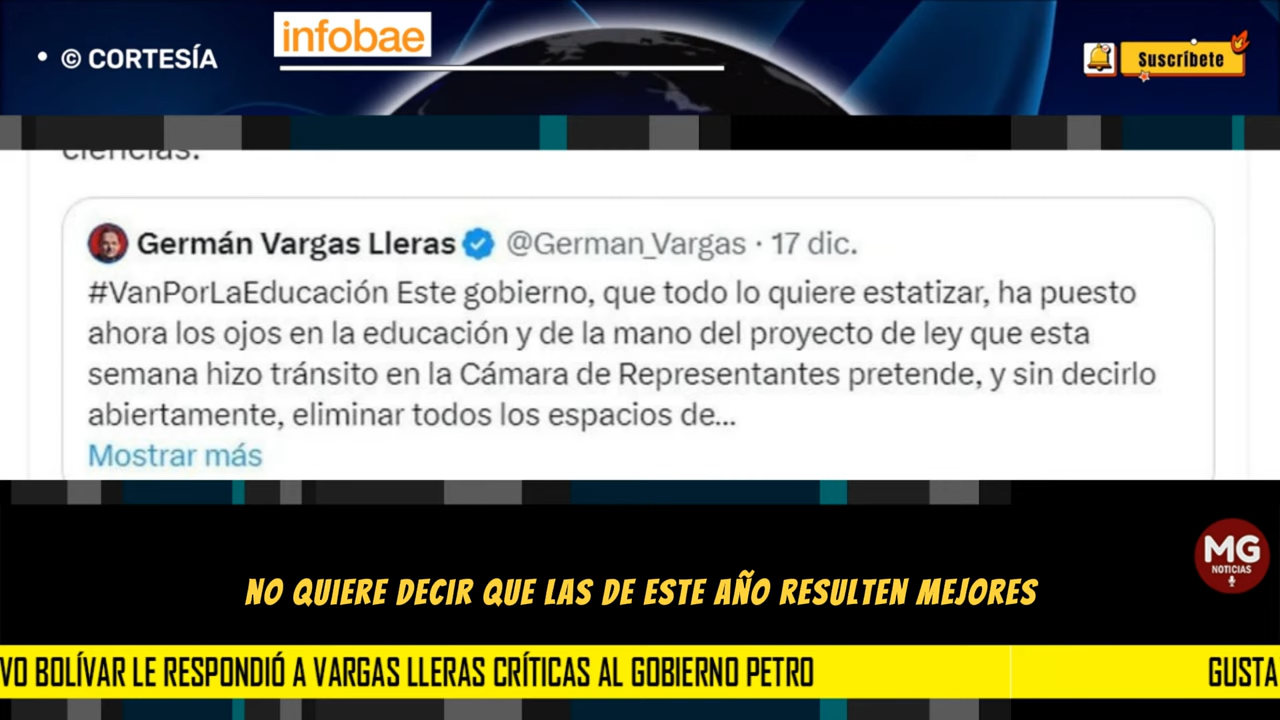 • © CORTESÍA
infobae
Suscríbete
ciencias.
Germán Vargas Lleras @German_Vargas · 17 dic.
#VanPorLaEducación Este gobierno, que todo lo quiere estatizar, ha puesto
ahora los ojos en la educación y de la mano del proyecto de ley que esta
semana hizo tránsito en la Cámara de Representantes pretende, y sin decirlo
abiertamente, eliminar todos los espacios de...
Mostrar más
MG
NOTICIAS
NO QUIERE DECIR QUE LAS DE ESTE AÑO RESULTEN MEJORES
VO BOLÍVAR LE RESPONDIÓ A VARGAS LLERAS CRÍTICAS AL GOBIERNO PETRO
GUSTA